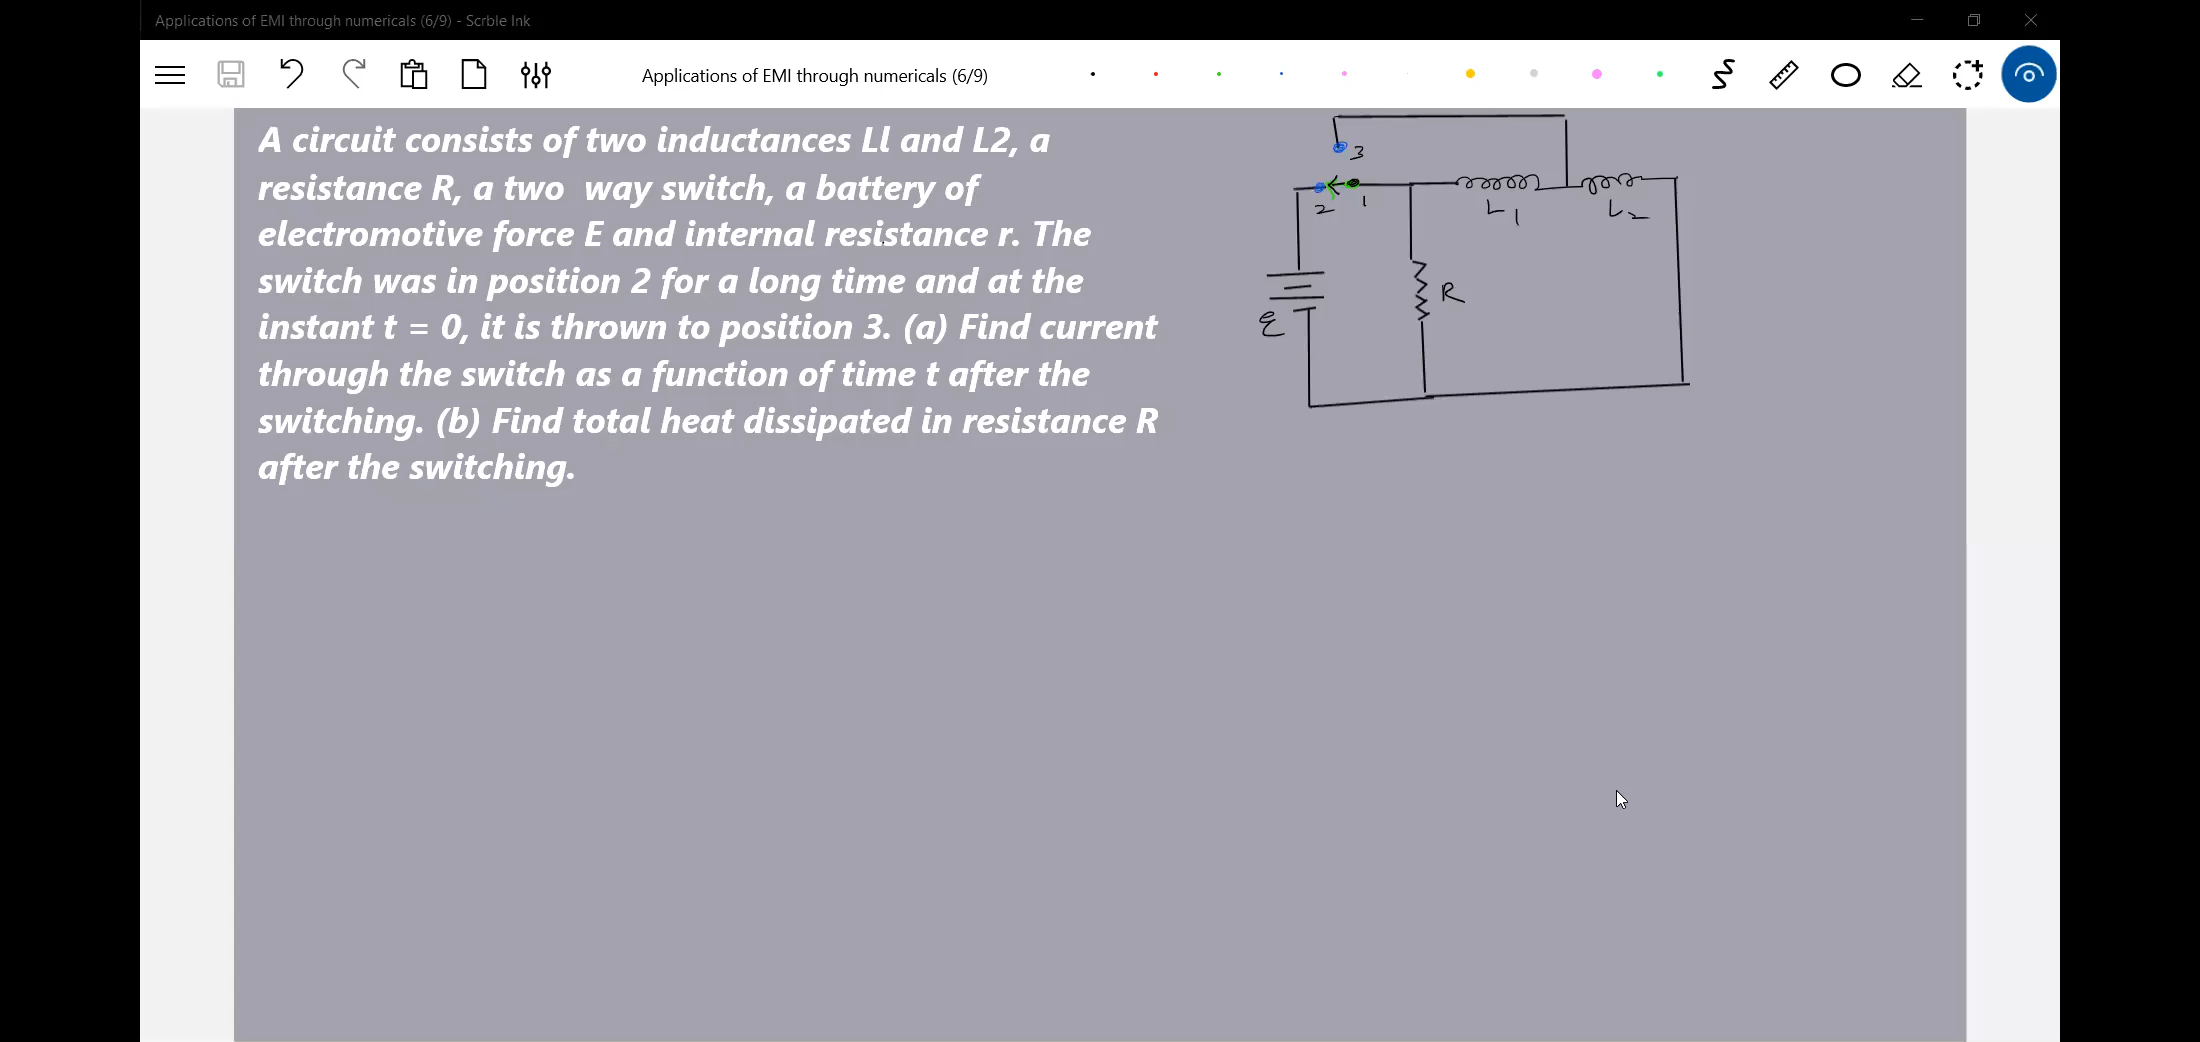 Applications of EMI through numericals (6/9) - Scrble Ink
Applications of EMI through numericals (6/9)
A circuit consists of two inductances Ll and L2, a
resistance R, a two way switch, a battery of
electromotive force E and internal resistance r. The
switch was in position 2 for a long time and at the
instant t = 0, it is thrown to position 3. (a) Find current
through the switch as a function of time t after the
switching. (b) Find total heat dissipated in resistance R
after the switching.
3
2
1
L1
L2
R
ℰ